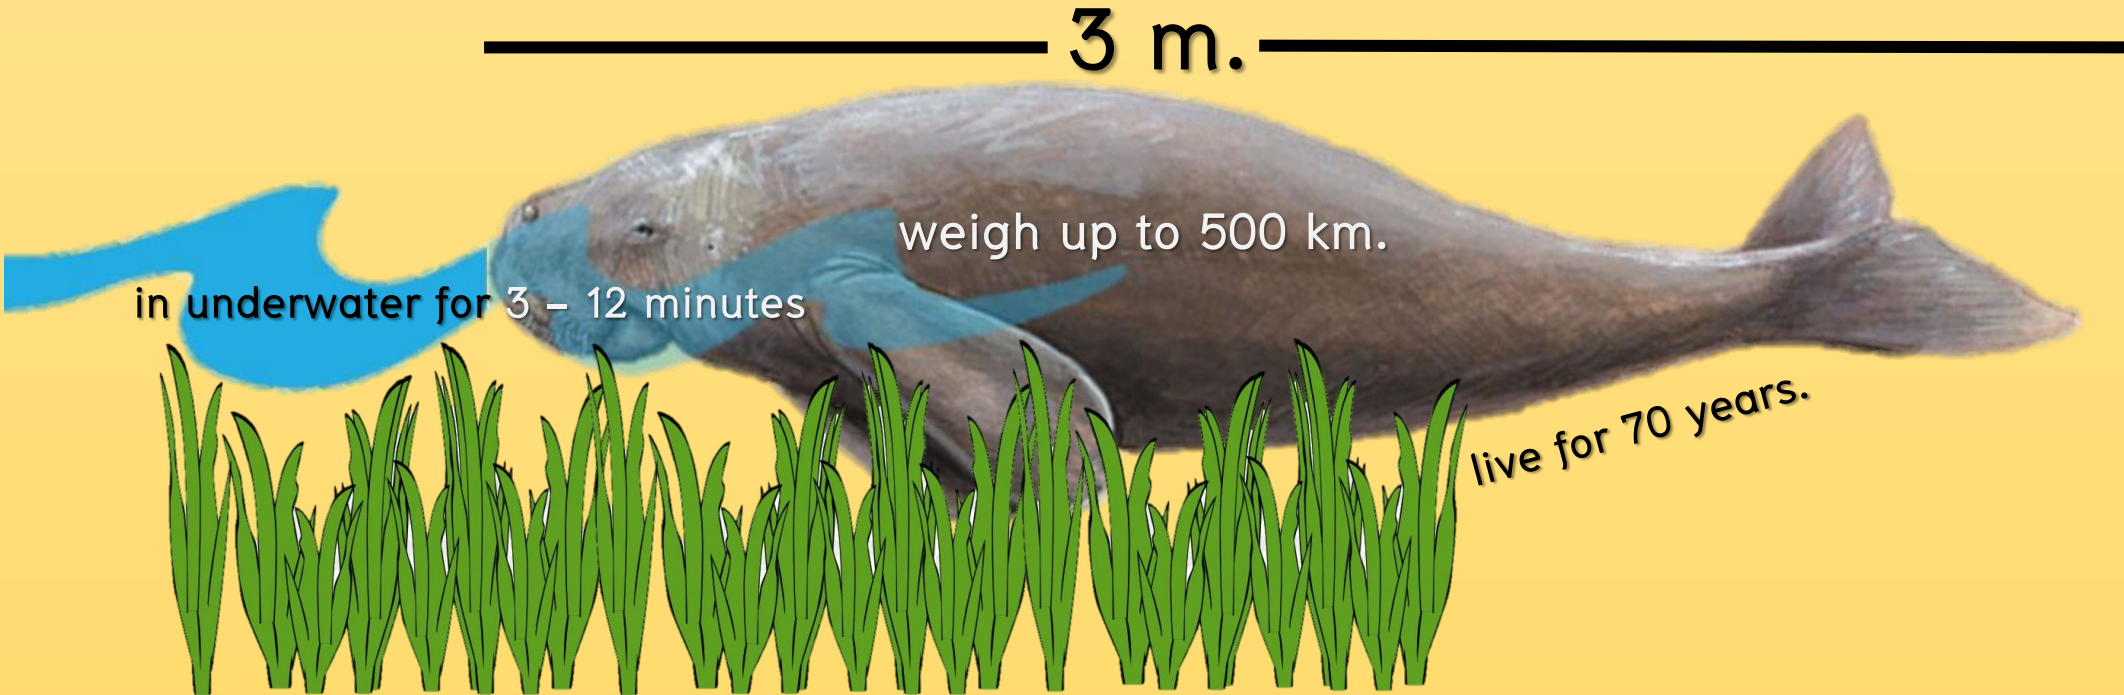 3 m.
weigh up to 500 km.
in underwater for 3 – 12 minutes
live for 70 years.